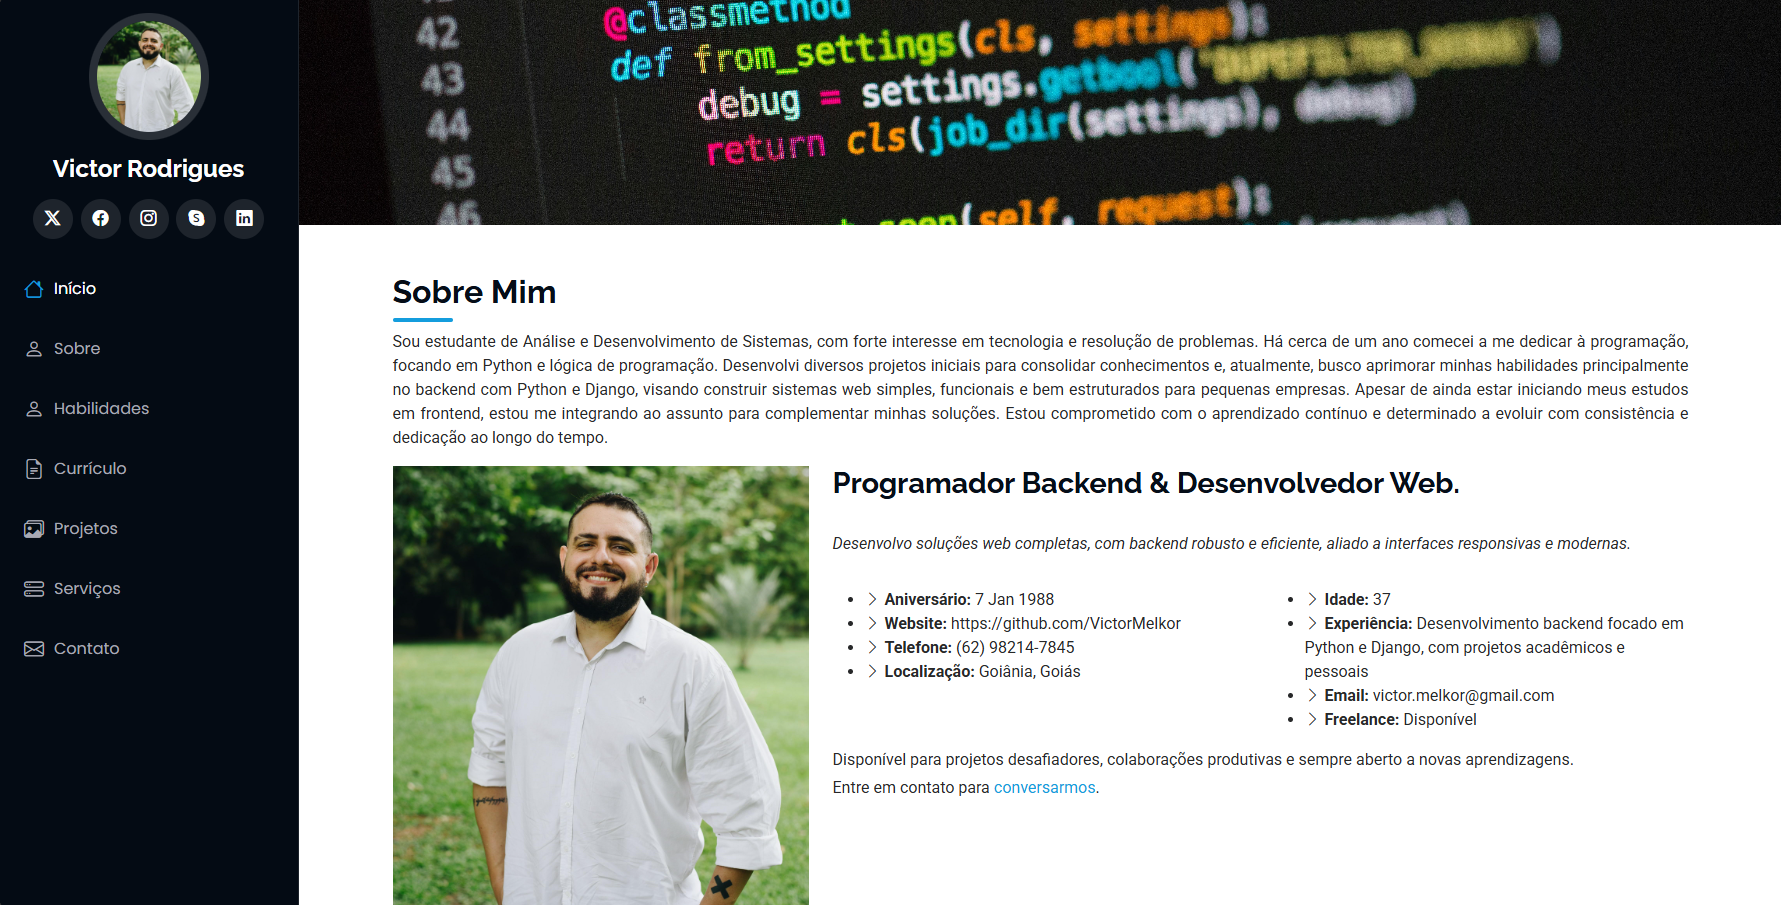 Victor Rodrigues
Início
Sobre
Habilidades
Currículo
Projetos
Serviços
Contato
42
43
44
45
46
@classmethod
def from_settings(cls, settings):
debug = settings.getbool('DUPEFILTER_DEBUG')
return cls(job_dir(settings), debug)
(self, request):
Sobre Mim
Sou estudante de Análise e Desenvolvimento de Sistemas, com forte interesse em tecnologia e resolução de problemas. Há cerca de um ano comecei a me dedicar à programação,
focando em Python e lógica de programação. Desenvolvi diversos projetos iniciais para consolidar conhecimentos e, atualmente, busco aprimorar minhas habilidades principalmente
no backend com Python e Django, visando construir sistemas web simples, funcionais e bem estruturados para pequenas empresas. Apesar de ainda estar iniciando meus estudos
em frontend, estou me integrando ao assunto para complementar minhas soluções. Estou comprometido com o aprendizado contínuo e determinado a evoluir com consistência e
dedicação ao longo do tempo.
Programador Backend & Desenvolvedor Web.
Desenvolvo soluções web completas, com backend robusto e eficiente, aliado a interfaces responsivas e modernas.
Aniversário: 7 Jan 1988
Website: https://github.com/VictorMelkor
Telefone: (62) 98214-7845
Localização: Goiânia, Goiás
Idade: 37
Experiência: Desenvolvimento backend focado em
Python e Django, com projetos acadêmicos e
pessoais
Email: victor.melkor@gmail.com
Freelance: Disponível
Disponível para projetos desafiadores, colaborações produtivas e sempre aberto a novas aprendizagens.
Entre em contato para conversarmos.